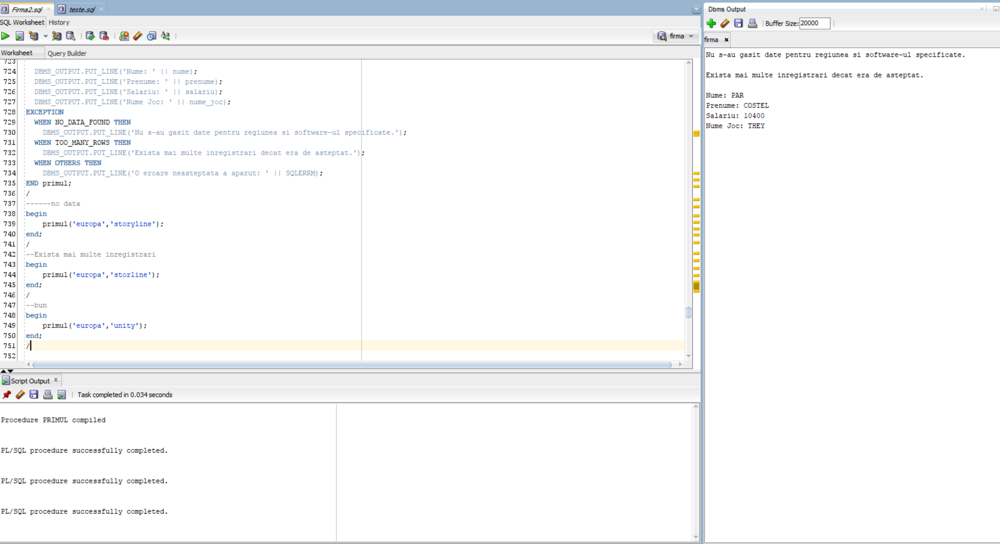 Firma2.sql
teste.sql
SQL Worksheet History
firma
Worksheet Query Builder
723
724 DBMS_OUTPUT.PUT_LINE('Nume: ' || nume);
725 DBMS_OUTPUT.PUT_LINE('Prenume: ' || prenume);
726 DBMS_OUTPUT.PUT_LINE('Salariu: ' || salariu);
727 DBMS_OUTPUT.PUT_LINE('Nume Joc: ' || nume_joc);
728 EXCEPTION
729 WHEN NO_DATA_FOUND THEN
730 DBMS_OUTPUT.PUT_LINE('Nu s-au gasit date pentru regiunea si software-ul specificate.');
731 WHEN TOO_MANY_ROWS THEN
732 DBMS_OUTPUT.PUT_LINE('Exista mai multe inregistrari decat era de asteptat.');
733 WHEN OTHERS THEN
734 DBMS_OUTPUT.PUT_LINE('O eroare neasteptata a aparut: ' || SQLERRM);
735 END primul;
736 /
737 ------no data
738 begin
739 primul('europa','storyline');
740 end;
741 /
742 --Exista mai multe inregistrari
743 begin
744 primul('europa','storline');
745 end;
746 /
747 --bun
748 begin
749 primul('europa','unity');
750 end;
751 /
752
Script Output
Task completed in 0.034 seconds
Procedure PRIMUL compiled
PL/SQL procedure successfully completed.
PL/SQL procedure successfully completed.
PL/SQL procedure successfully completed.
Dbms Output
Buffer Size: 20000
firma
Nu s-au gasit date pentru regiunea si software-ul specificate.
Exista mai multe inregistrari decat era de asteptat.
Nume: PAR
Prenume: COSTEL
Salariu: 10400
Nume Joc: THEY